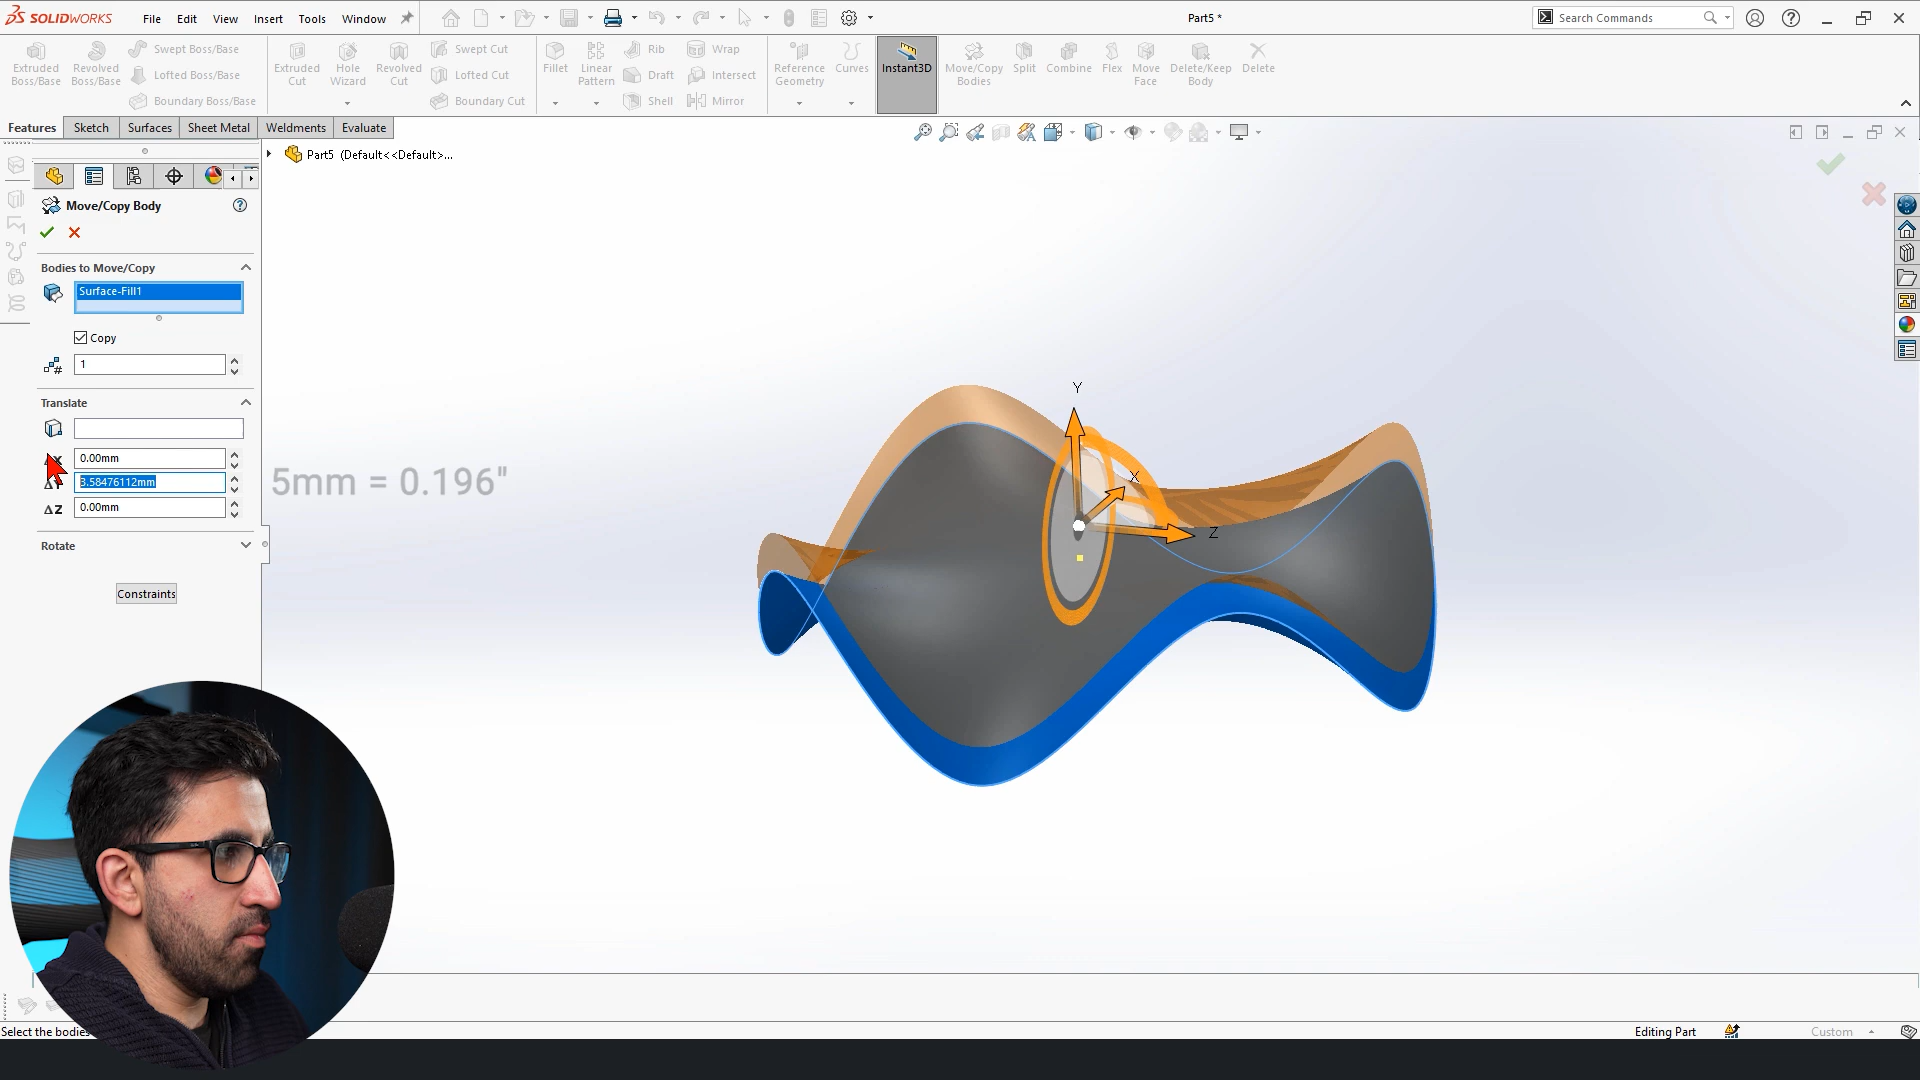 SOLIDWORKS
File Edit View Insert Tools Window
Part5 *
Search Commands
Extruded Boss/Base
Revolved Boss/Base
Swept Boss/Base
Lofted Boss/Base
Boundary Boss/Base
Extruded Cut
Hole Wizard
Revolved Cut
Swept Cut
Lofted Cut
Boundary Cut
Fillet
Linear Pattern
Rib
Draft
Shell
Wrap
Intersect
Mirror
Reference Geometry
Curves
Instant3D
Move/Copy Bodies
Split
Combine
Flex
Move Face
Delete/Keep Body
Delete
Features Sketch Surfaces Sheet Metal Weldments Evaluate
Part5 (Default<<Default>...
Move/Copy Body
Bodies to Move/Copy
Surface-Fill1
Copy
1
Translate
0.00mm
3.58476112mm
ΔZ 0.00mm
Rotate
Constraints
5mm = 0.196"
Y
X
Z
Select the bodies
Editing Part
Custom